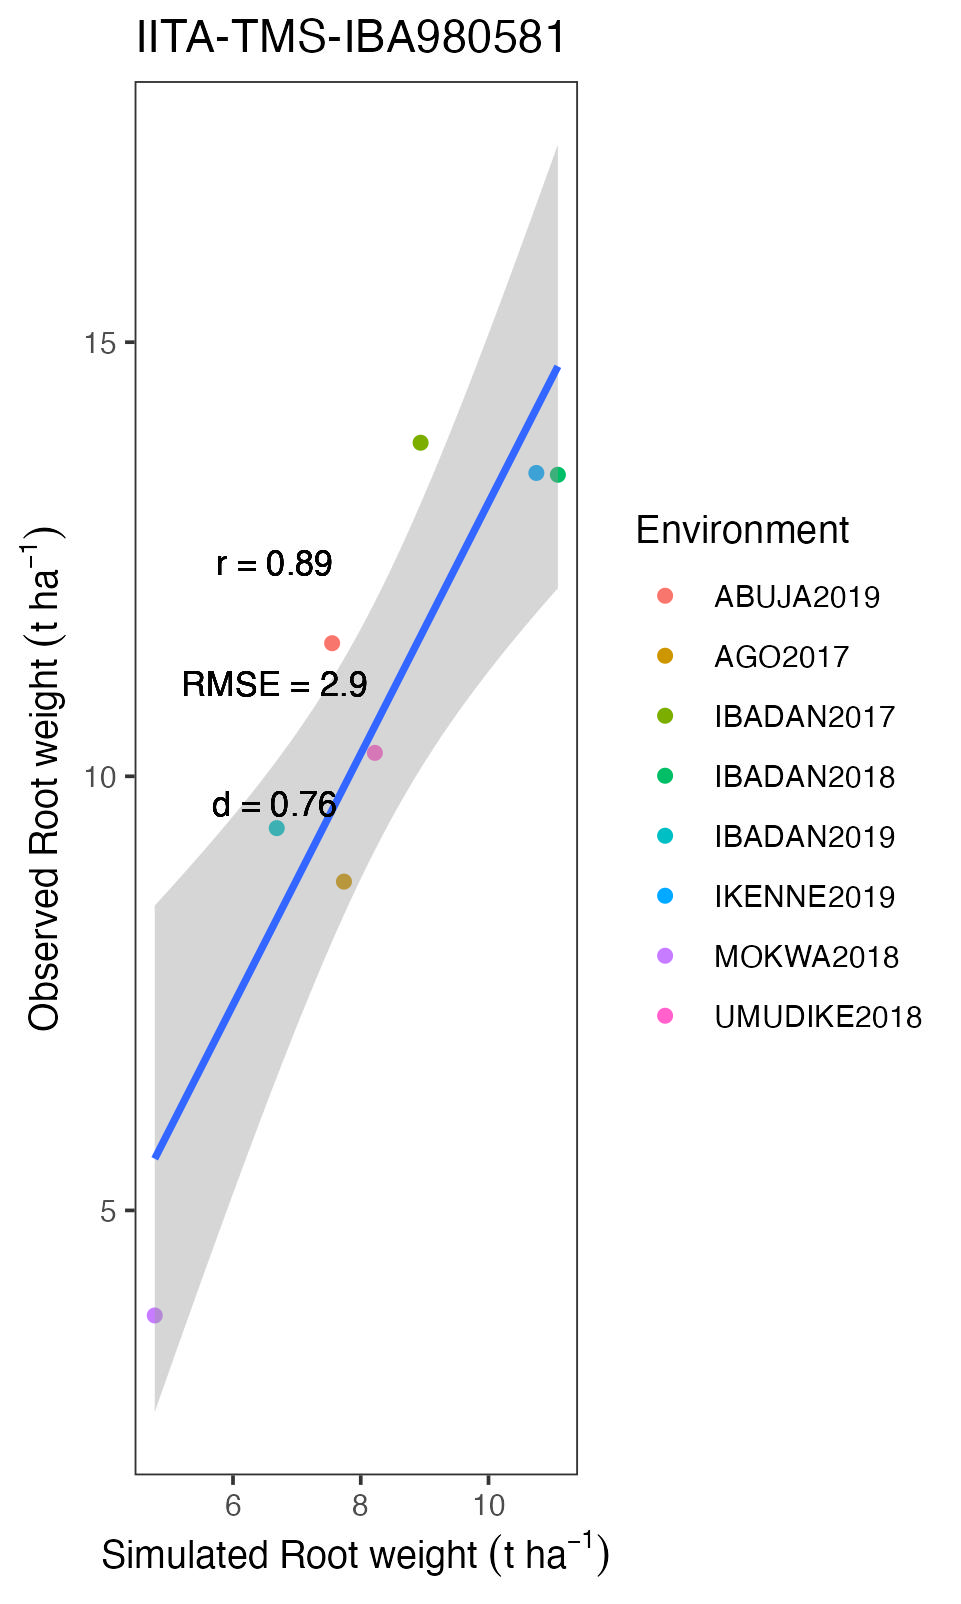 IITA-TMS-IBA980581
Observed Root weight (t ha⁻¹)
15
10
5
r = 0.89
RMSE = 2.9
d = 0.76
6 8 10
Simulated Root weight (t ha⁻¹)
Environment
ABUJA2019
AGO2017
IBADAN2017
IBADAN2018
IBADAN2019
IKENNE2019
MOKWA2018
UMUDIKE2018